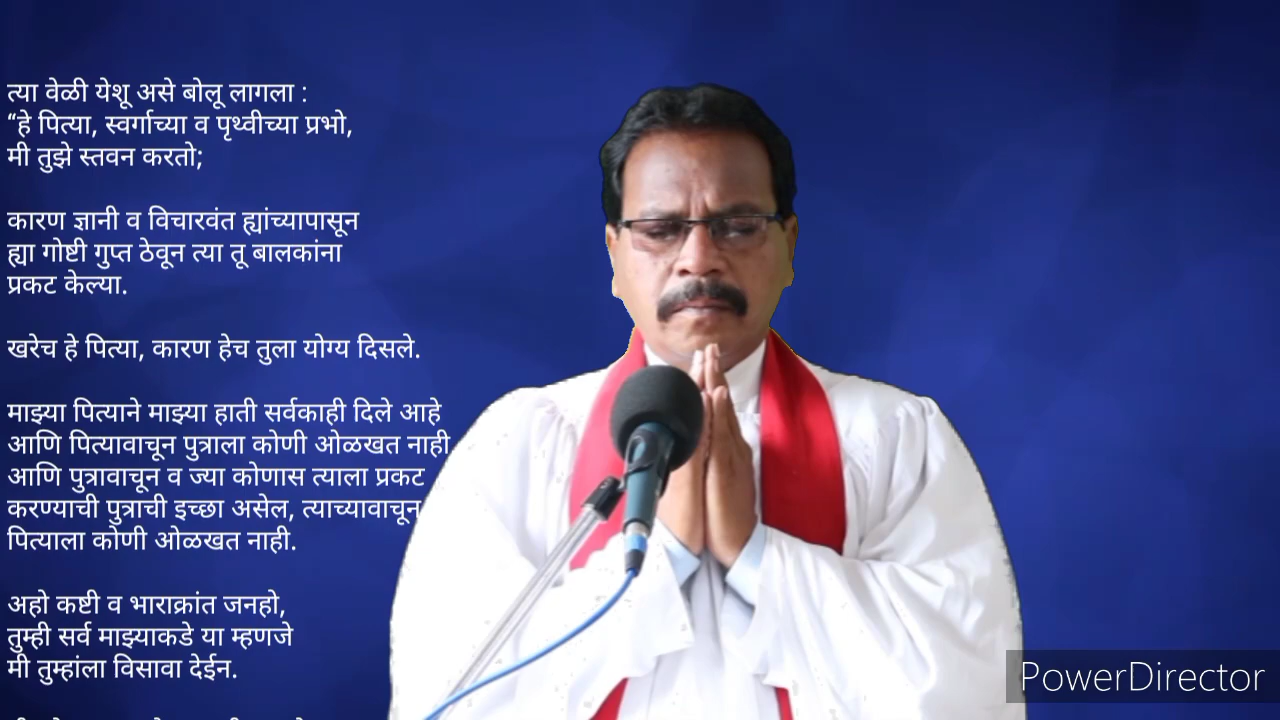 त्या वेळी येशू असे बोलू लागला :
“हे पित्या, स्वर्गाच्या व पृथ्वीच्या प्रभो,
मी तुझे स्तवन करतो;
कारण ज्ञानी व विचारवंत ह्यांच्यापासून
ह्या गोष्टी गुप्त ठेवून त्या तू बालकांना
प्रकट केल्या.
खरेच हे पित्या, कारण हेच तुला योग्य दिसले.
माझ्या पित्याने माझ्या हाती सर्वकाही दिले आहे
आणि पित्यावाचून पुत्राला कोणी ओळखत नाही
आणि पुत्रावाचून व ज्या कोणास त्याला प्रकट
करण्याची पुत्राची इच्छा असेल, त्याच्यावाचून
पित्याला कोणी ओळखत नाही.
अहो कष्टी व भाराक्रांत जनहो,
तुम्ही सर्व माझ्याकडे या म्हणजे
मी तुम्हांला विसावा देईन.
PowerDirector